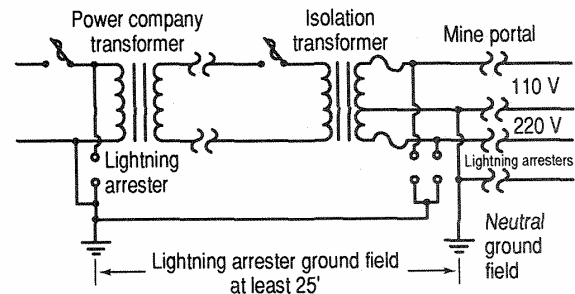 Power company
transformer
Isolation
transformer
Mine portal
110 V
220 V
Lightning
arrester
Lightning arresters
Neutral
ground
field
Lightning arrester ground field
at least 25'